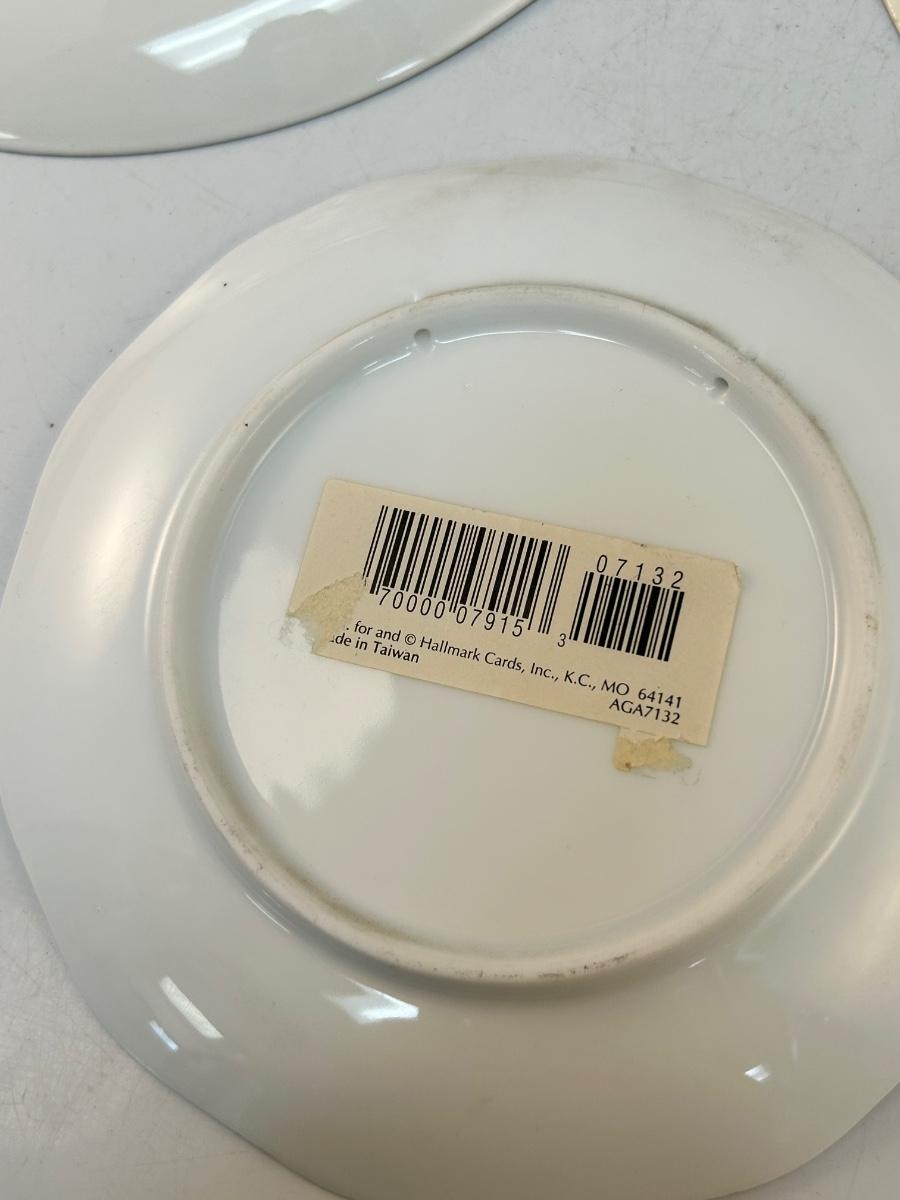 07132
70000 07915 3
. for and © Hallmark Cards, Inc., K.C., MO 64141
de in Taiwan
AGA7132